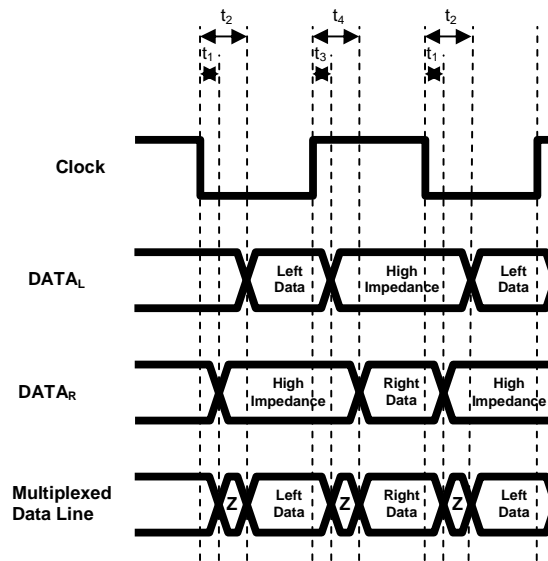 t₂ t₄ t₂
t₁ t₃ t₁
Clock
DATAL
Left Data
High Impedance
Left Data
DATAR
High Impedance
Right Data
High Impedance
Multiplexed Data Line
Z
Left Data
Z
Right Data
Z
Left Data